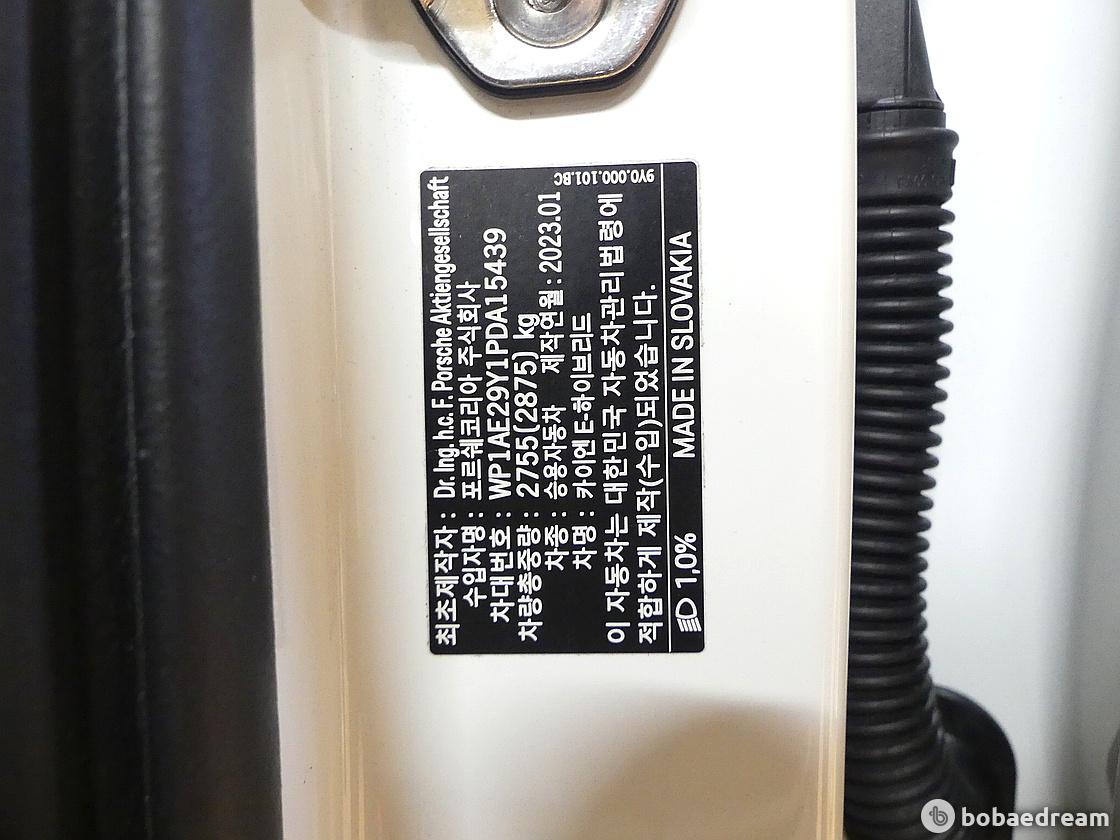 최초제작자 : Dr. Ing. h.c. F. Porsche Aktiengesellschaft
수입자명 : 포르쉐코리아 주식회사
차대번호 : WP1AE29Y1PDA15439
차량총중량 : 2755(2875) kg
차종 : 승용자동차 제작연월 : 2023.01
차명 : 카이엔 E-하이브리드
이 자동차는 대한민국 자동차관리법령에
적합하게 제작(수입)되었습니다.
9Y0.000.101.BC
1,0% MADE IN SLOVAKIA
bobaedream